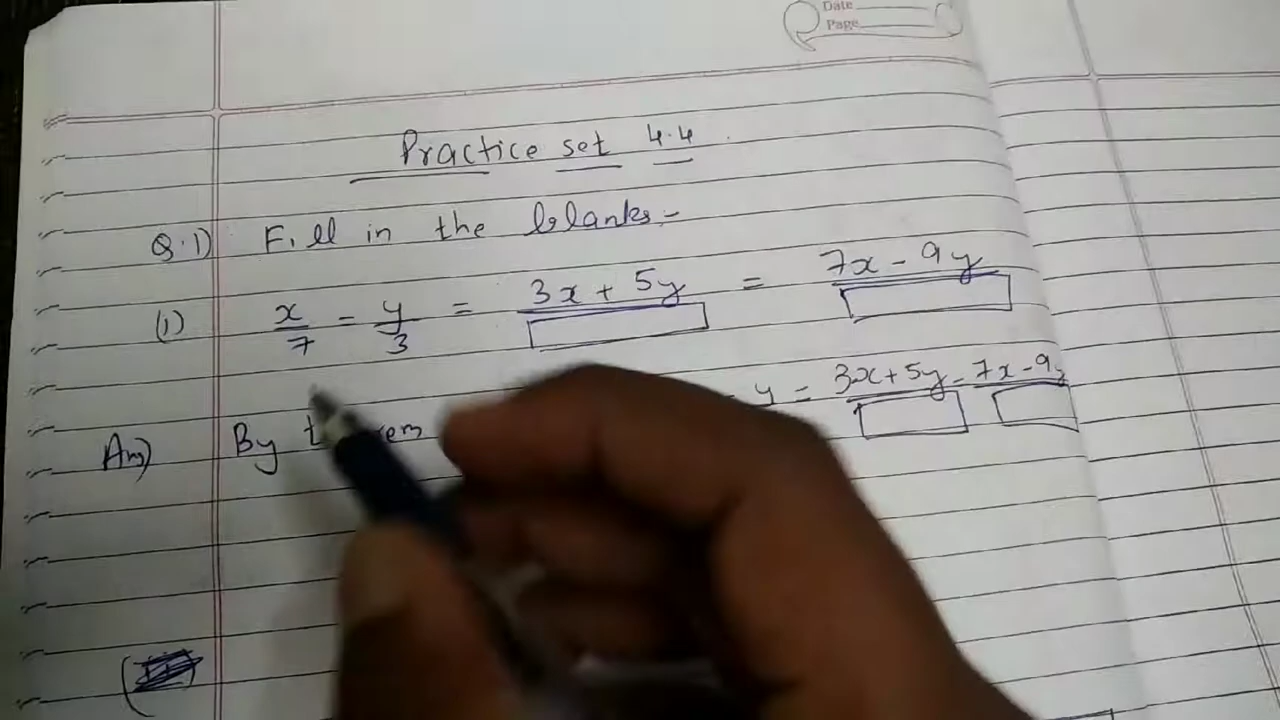 Date
Page
Practice set 4.4
Q.1) Fill in the blanks-
(1) x/7 = y/3 = 3x + 5y/□ = 7x - 9y/□
y = 3x+5y/□ = 7x-9y/□
Ans) By